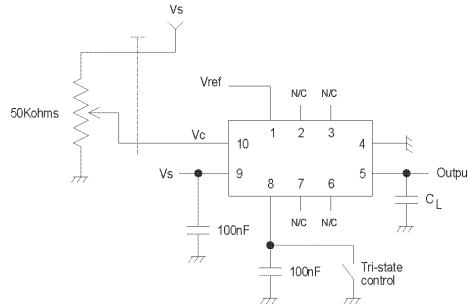 Vs
Vref
N/C N/C
50Kohms
1 2 3
Vc 10 4
Vs 9 5 Outpu
8 7 6
C L
100nF N/C N/C
100nF Tri-state
control